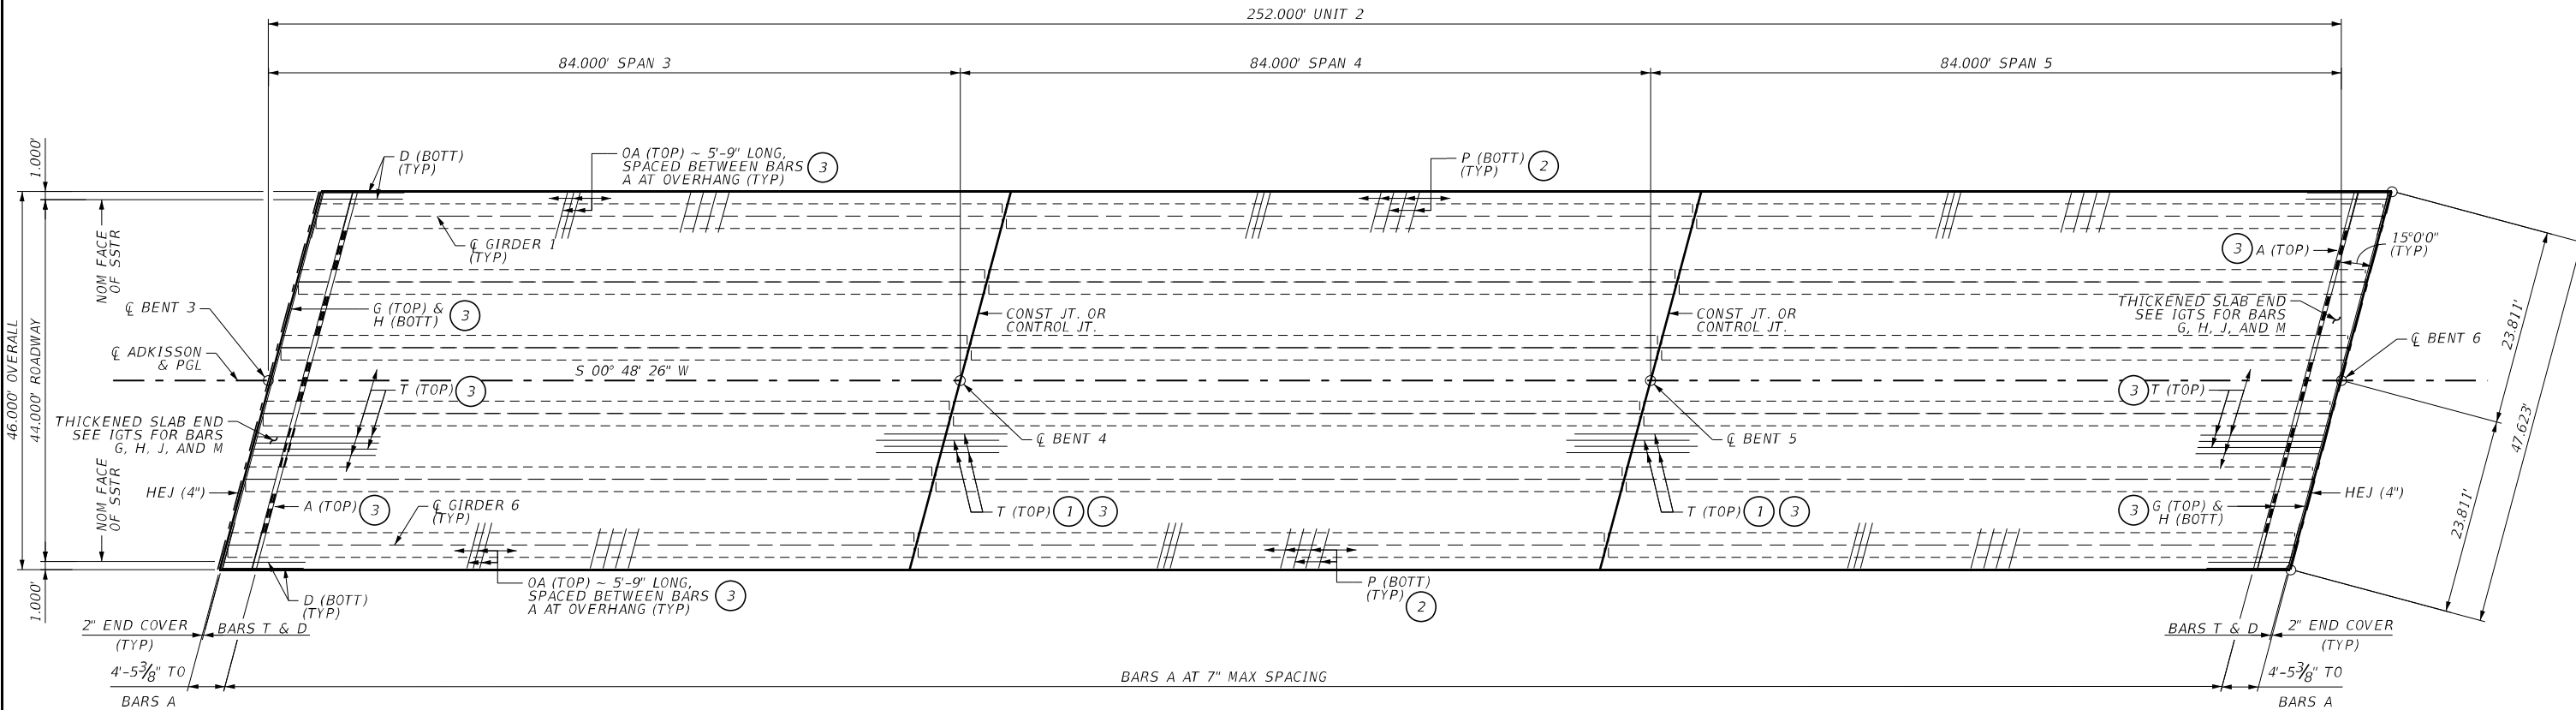 252.000' UNIT 2
84.000' SPAN 3
84.000' SPAN 4
84.000' SPAN 5
1.000'
D (BOTT)
(TYP)
OA (TOP) ~ 5'-9" LONG,
SPACED BETWEEN BARS
A AT OVERHANG (TYP)
3
P (BOTT)
(TYP)
2
NOM FACE
OF SSTR
℄ GIRDER 1
(TYP)
3
A (TOP)
15°0'0"
(TYP)
℄ BENT 3
G (TOP) &
H (BOTT)
3
CONST JT. OR
CONTROL JT.
CONST JT. OR
CONTROL JT.
THICKENED SLAB END
SEE IGTS FOR BARS
G, H, J, AND M
23.811'
46.000' OVERALL
44.000' ROADWAY
℄ ADKISSON
& PGL
℄ BENT 6
S 00° 48' 26" W
T (TOP)
3
3
T (TOP)
47.623'
THICKENED SLAB END
SEE IGTS FOR BARS
G, H, J, AND M
℄ BENT 4
℄ BENT 5
NOM FACE
OF SSTR
HEJ (4")
A (TOP)
3
℄ GIRDER 6
(TYP)
T (TOP)
1
3
T (TOP)
1
3
3
G (TOP) &
H (BOTT)
HEJ (4")
23.811'
1.000'
D (BOTT)
(TYP)
OA (TOP) ~ 5'-9" LONG,
SPACED BETWEEN BARS
A AT OVERHANG (TYP)
3
P (BOTT)
(TYP)
2
2" END COVER
(TYP)
BARS T & D
BARS T & D
2" END COVER
(TYP)
4'-5 3/8" TO
BARS A
BARS A AT 7" MAX SPACING
4'-5 3/8" TO
BARS A